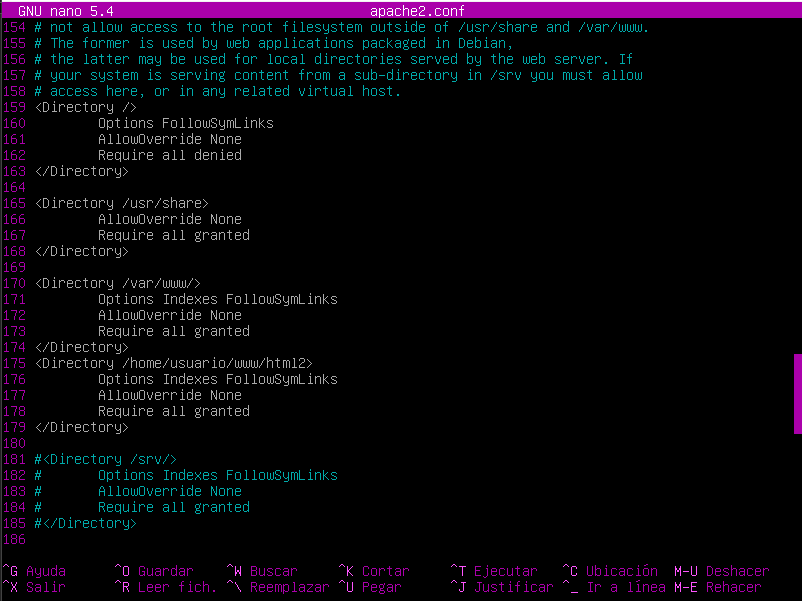 GNU nano 5.4 apache2.conf
154 # not allow access to the root filesystem outside of /usr/share and /var/www.
155 # The former is used by web applications packaged in Debian,
156 # the latter may be used for local directories served by the web server. If
157 # your system is serving content from a sub-directory in /srv you must allow
158 # access here, or in any related virtual host.
159 <Directory />
160         Options FollowSymLinks
161         AllowOverride None
162         Require all denied
163 </Directory>
164
165 <Directory /usr/share>
166         AllowOverride None
167         Require all granted
168 </Directory>
169
170 <Directory /var/www/>
171         Options Indexes FollowSymLinks
172         AllowOverride None
173         Require all granted
174 </Directory>
175 <Directory /home/usuario/www/html2>
176         Options Indexes FollowSymLinks
177         AllowOverride None
178         Require all granted
179 </Directory>
180
181 #<Directory /srv/>
182 #       Options Indexes FollowSymLinks
183 #       AllowOverride None
184 #       Require all granted
185 #</Directory>
186
^G Ayuda ^O Guardar ^W Buscar ^K Cortar ^T Ejecutar ^C Ubicación M-U Deshacer
^X Salir ^R Leer fich. ^\ Reemplazar ^U Pegar ^J Justificar ^_ Ir a línea M-E Rehacer